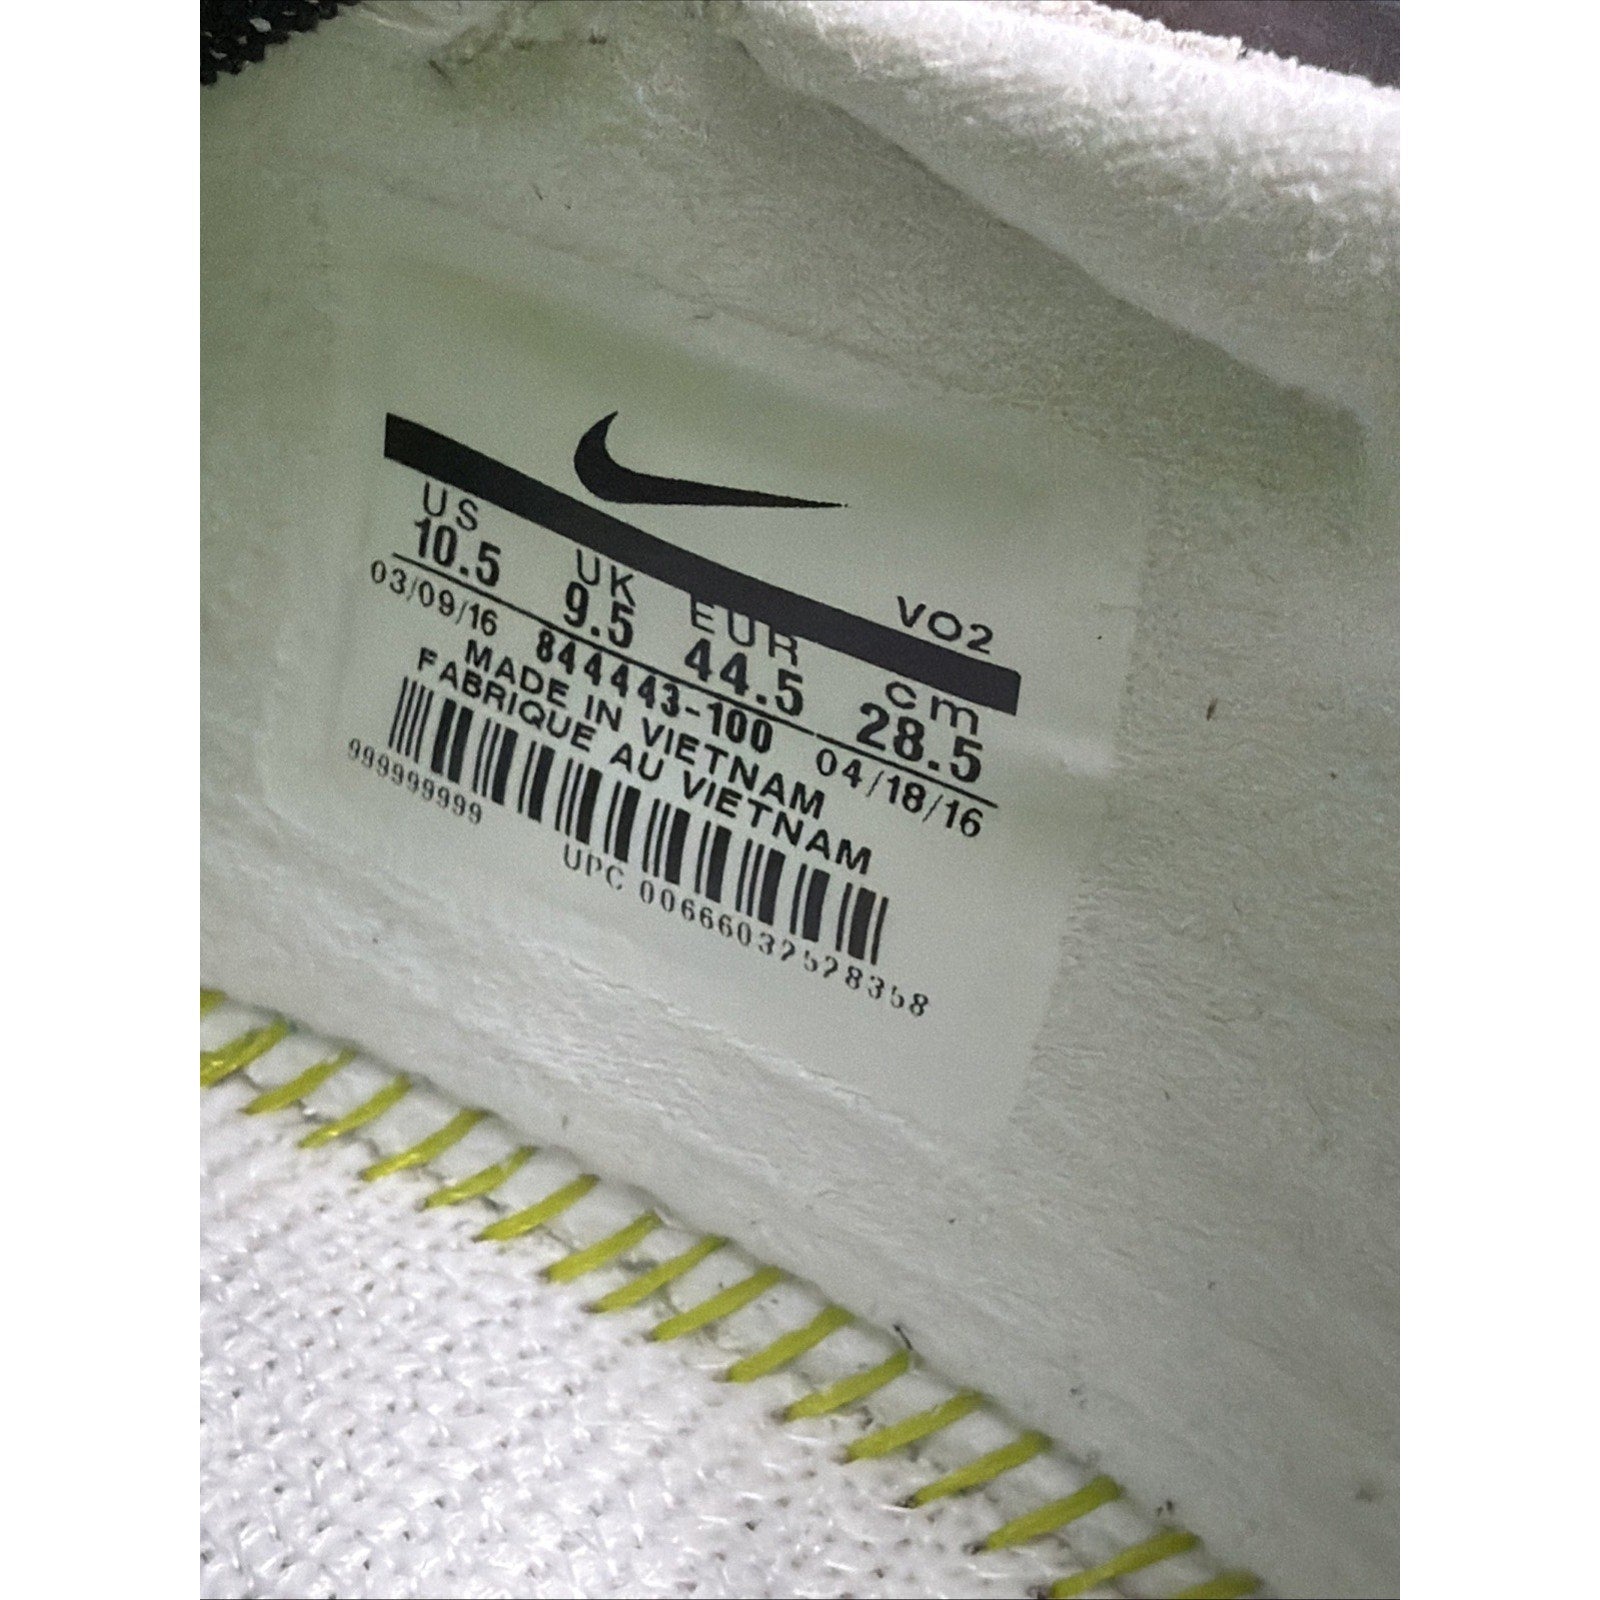 VO2
US UK EUR cm
10.5 9.5 44.5 28.5
03/09/16 844443-100 04/18/16
MADE IN VIETNAM
FABRIQUE AU VIETNAM
999999999
UPC 00666032528358